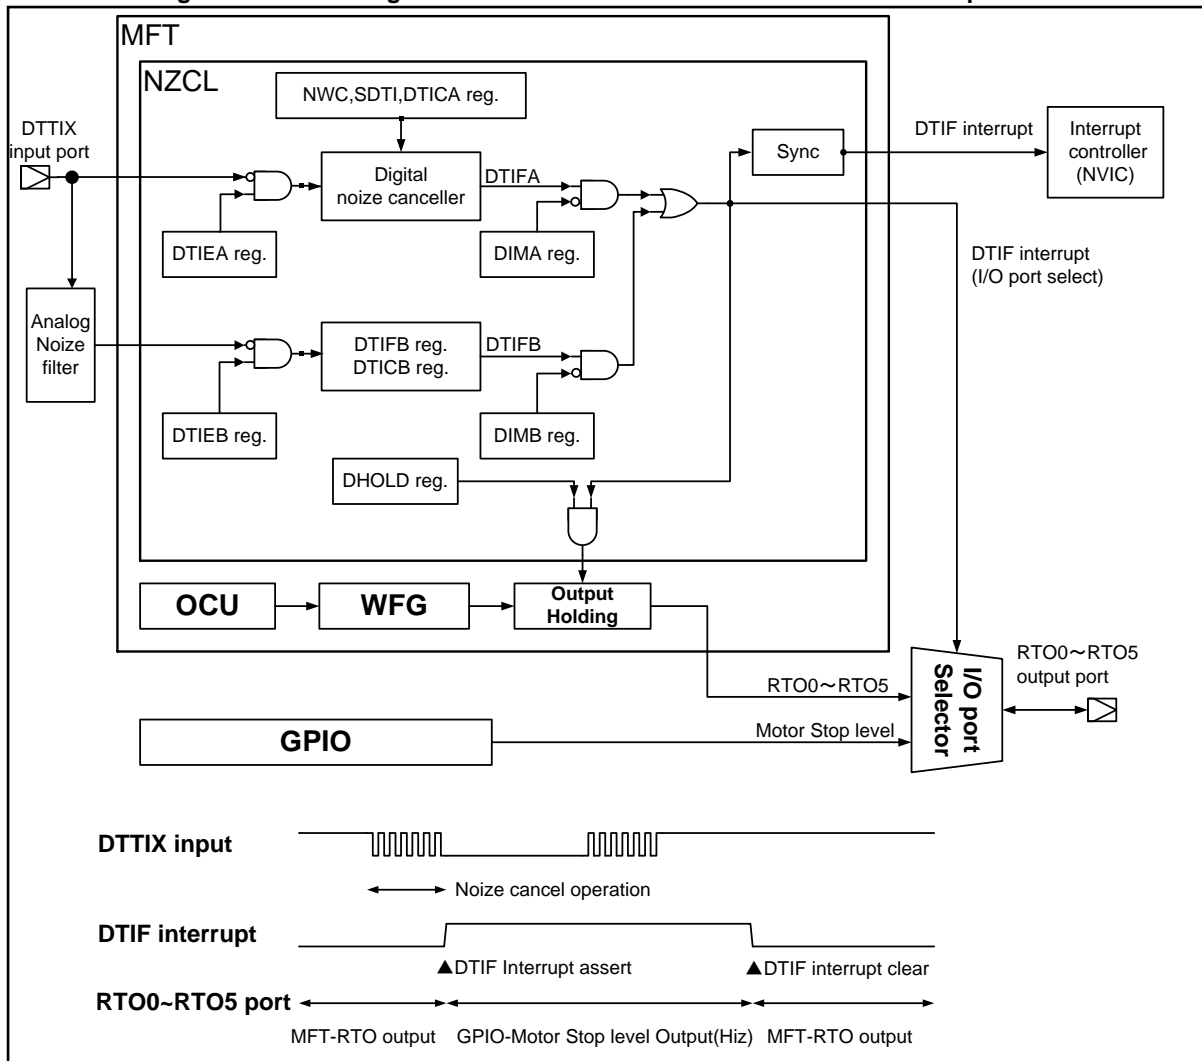 MFT
NZCL
NWC,SDTI,DTICA reg.
DTTIX
input port
Digital
noize canceller
DTIFA
Sync
DTIF interrupt
Interrupt
controller
(NVIC)
DTIEA reg.
DIMA reg.
DTIF interrupt
(I/O port select)
Analog
Noize
filter
DTIFB reg.
DTICB reg.
DTIFB
DTIEB reg.
DIMB reg.
DHOLD reg.
OCU
WFG
Output
Holding
RTO0～RTO5
I/O port
Selector
RTO0～RTO5
output port
GPIO
Motor Stop level
DTTIX input
Noize cancel operation
DTIF interrupt
▲DTIF Interrupt assert
▲DTIF interrupt clear
RTO0~RTO5 port
MFT-RTO output
GPIO-Motor Stop level Output(Hiz)
MFT-RTO output